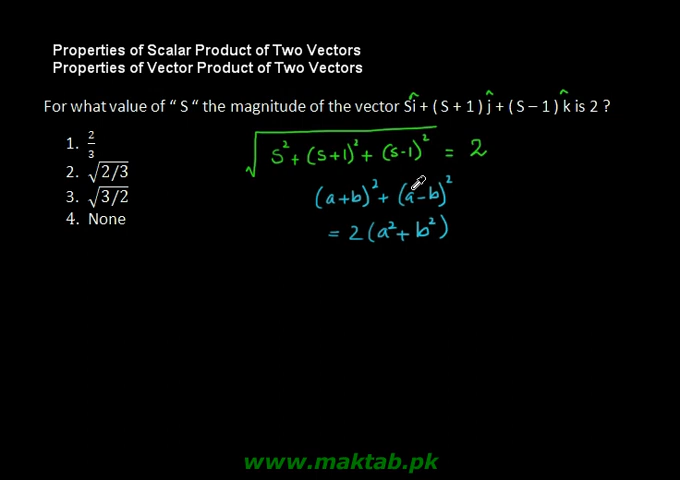 Properties of Scalar Product of Two Vectors
Properties of Vector Product of Two Vectors
For what value of “ S “ the magnitude of the vector Sî + ( S + 1 ) ĵ + (S – 1 ) k̂ is 2 ?
1. 2/3
2. √(2/3)
3. √(3/2)
4. None
√(S² + (S+1)² + (S-1)²) = 2
(a+b)² + (a-b)²
= 2 (a² + b²)
www.maktab.pk